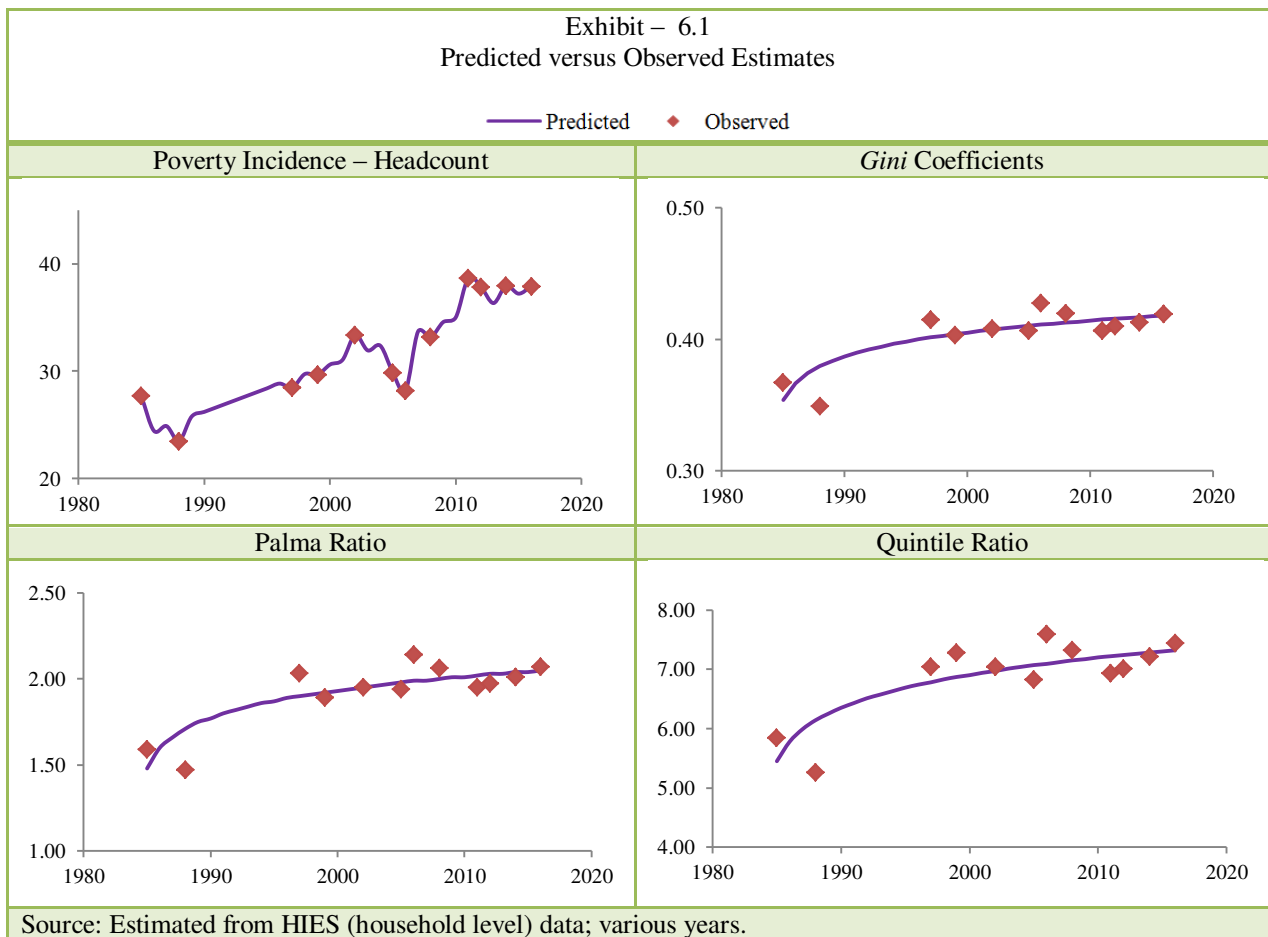 Exhibit – 6.1
Predicted versus Observed Estimates
Predicted Observed
Poverty Incidence – Headcount
40
30
20
1980 1990 2000 2010 2020
Gini Coefficients
0.50
0.40
0.30
1980 1990 2000 2010 2020
Palma Ratio
2.50
2.00
1.50
1.00
1980 1990 2000 2010 2020
Quintile Ratio
8.00
7.00
6.00
5.00
4.00
1980 1990 2000 2010 2020
Source: Estimated from HIES (household level) data; various years.